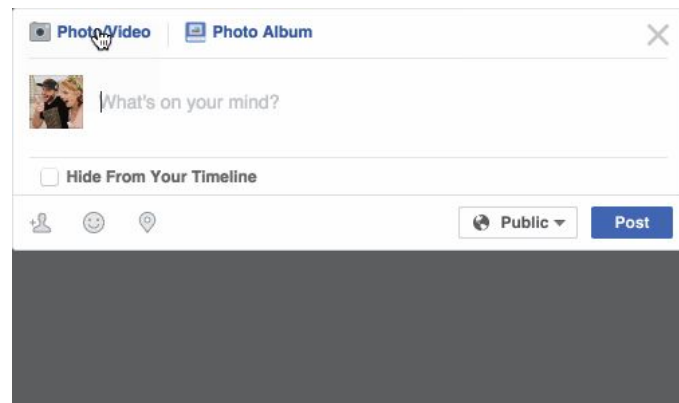 Photo/Video Photo Album
What's on your mind?
Hide From Your Timeline
Public Post